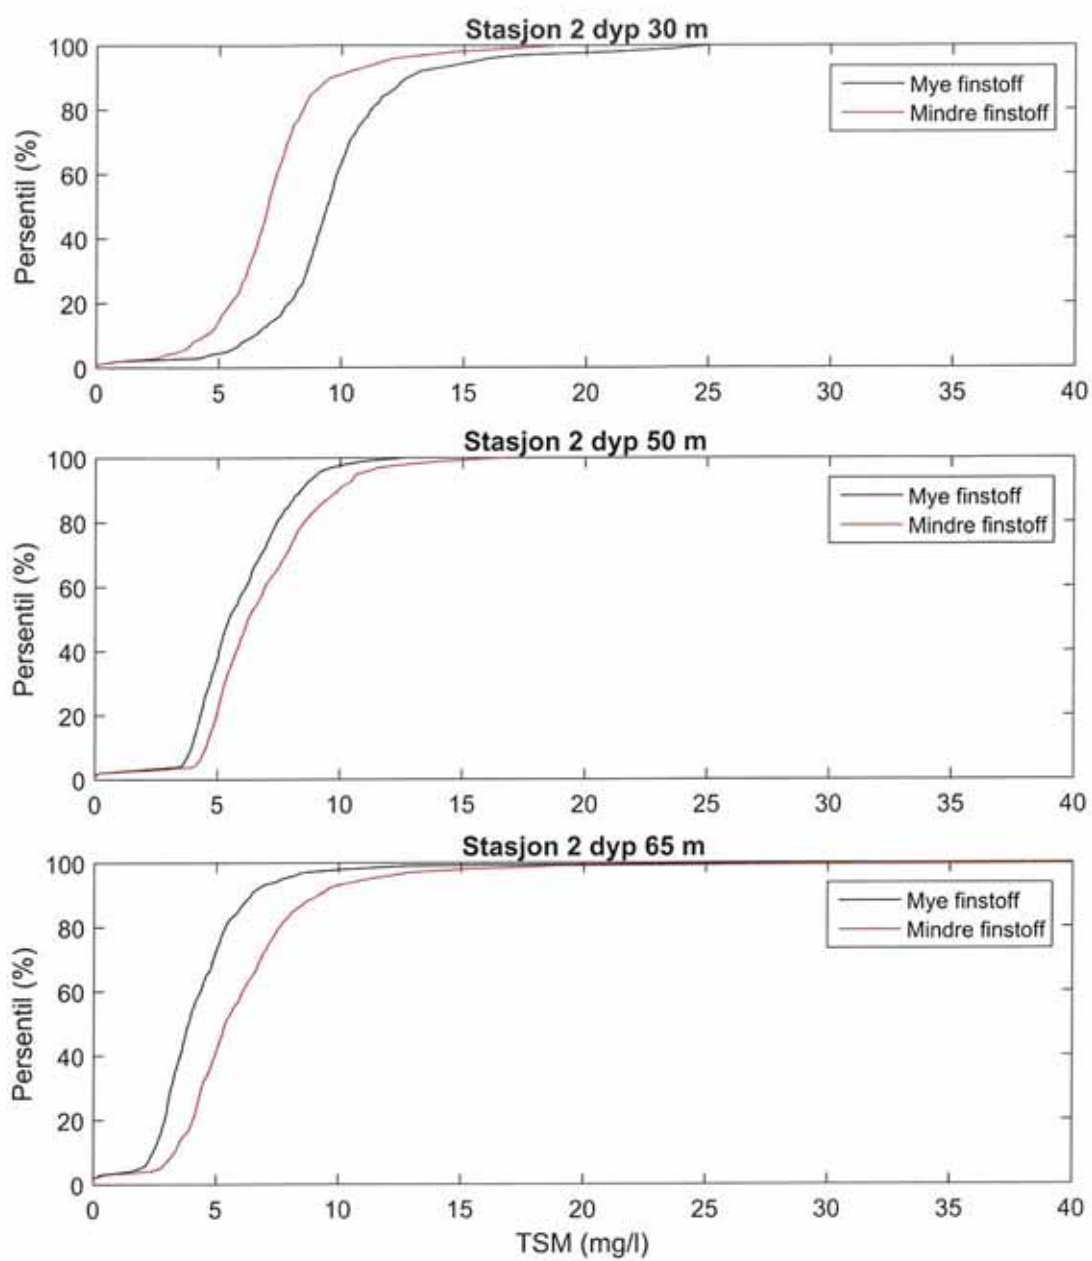 Stasjon 2 dyp 30 m
Persentil (%)
100
80
60
40
20
0
Mye finstoff
Mindre finstoff
0 5 10 15 20 25 30 35 40
Stasjon 2 dyp 50 m
Persentil (%)
100
80
60
40
20
0
Mye finstoff
Mindre finstoff
0 5 10 15 20 25 30 35 40
Stasjon 2 dyp 65 m
Persentil (%)
100
80
60
40
20
0
Mye finstoff
Mindre finstoff
0 5 10 15 20 25 30 35 40
TSM (mg/l)